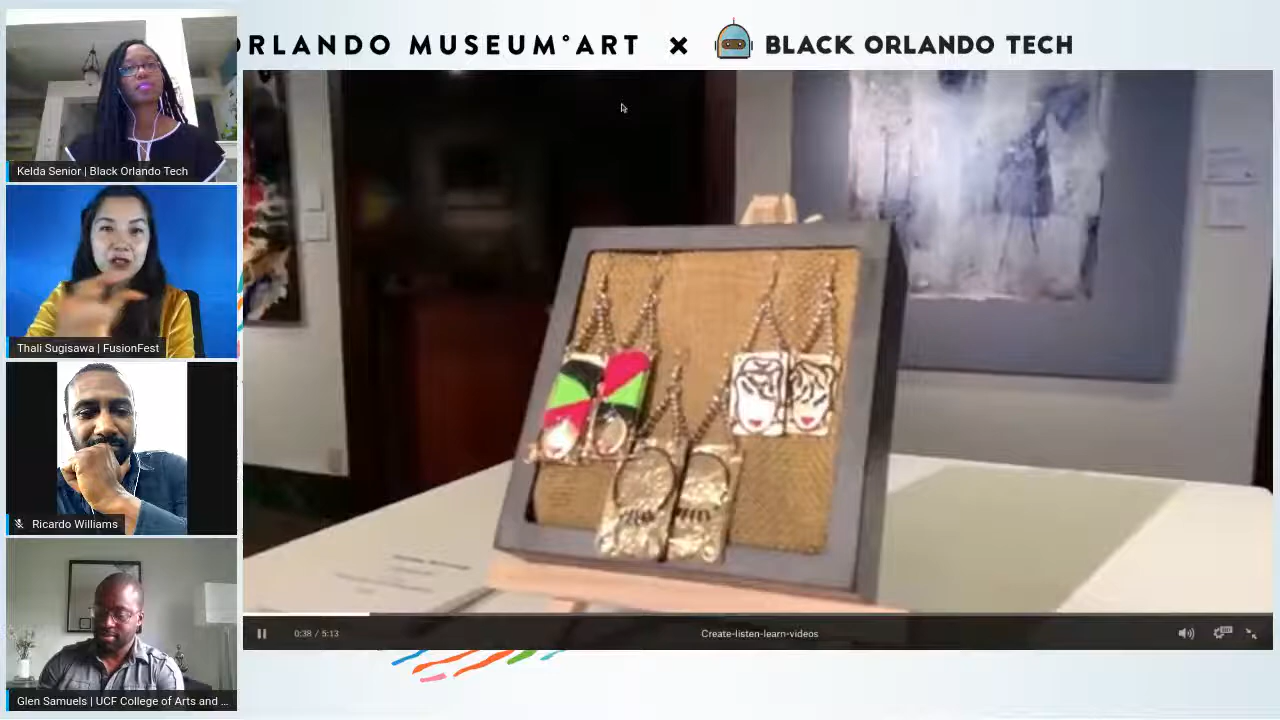 RLANDO MUSEUM°ART × BLACK ORLANDO TECH
Kelda Senior | Black Orlando Tech
Thali Sugisawa | FusionFest
Ricardo Williams
Glen Samuels | UCF College of Arts and ...
0:38 / 5:13
Create-listen-learn-videos